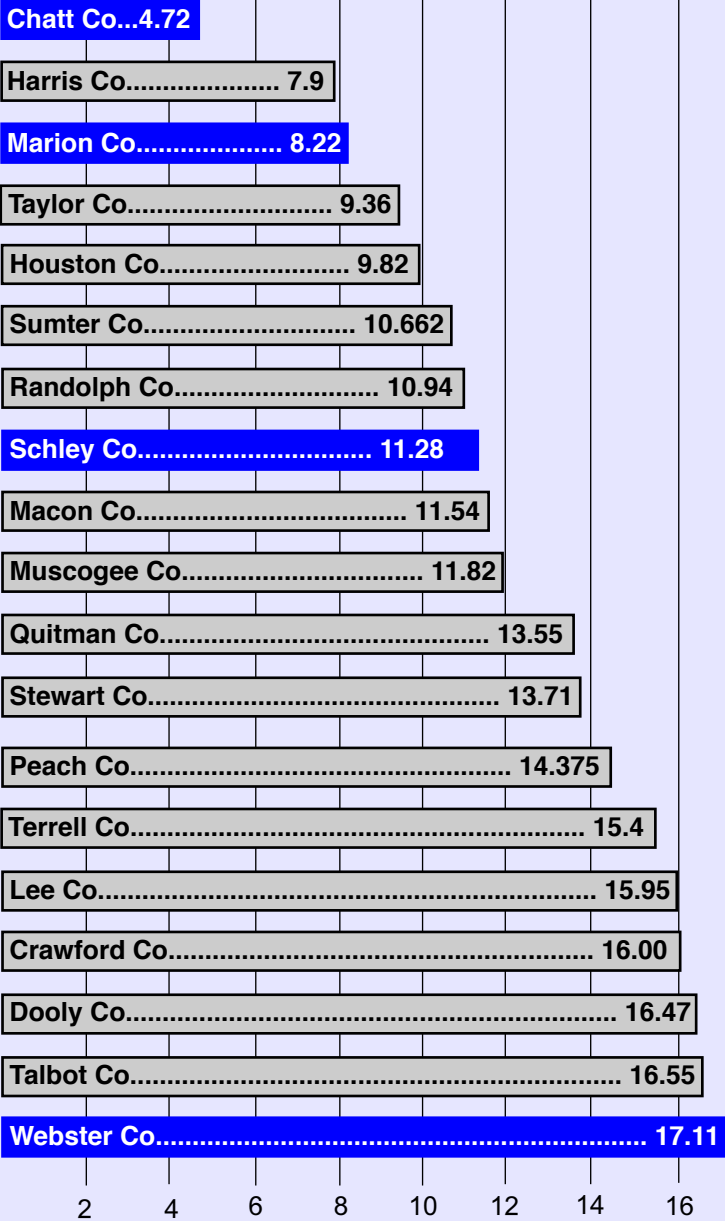 Chatt Co...4.72
Harris Co..................... 7.9
Marion Co.................... 8.22
Taylor Co............................ 9.36
Houston Co.......................... 9.82
Sumter Co............................. 10.662
Randolph Co............................ 10.94
Schley Co................................ 11.28
Macon Co..................................... 11.54
Muscogee Co................................. 11.82
Quitman Co............................................. 13.55
Stewart Co................................................ 13.71
Peach Co.................................................... 14.375
Terrell Co.............................................................. 15.4
Lee Co.................................................................... 15.95
Crawford Co.......................................................... 16.00
Dooly Co................................................................... 16.47
Talbot Co................................................................... 16.55
Webster Co................................................................... 17.11
2 4 6 8 10 12 14 16